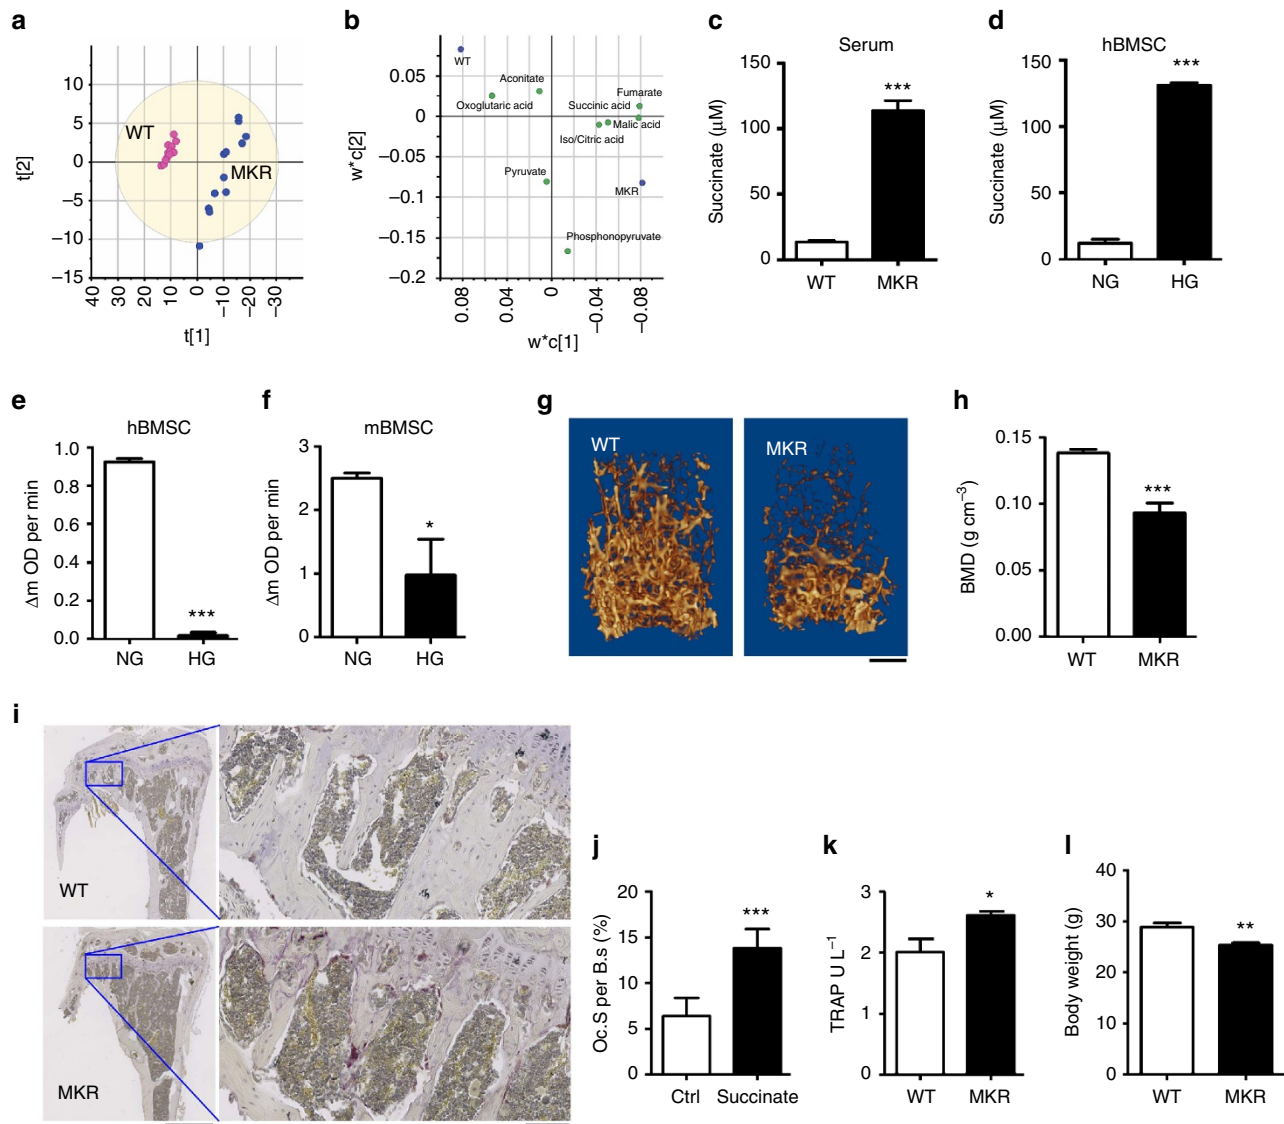 a
WT
MKR
t[2]
10
5
0
−5
−10
−15
40
30
20
10
0
−10
−20
−30
t[1]
b
WT
Aconitate
Oxoglutaric acid
Fumarate
Succinic acid
Malic acid
Iso/Citric acid
Pyruvate
MKR
Phosphonopyruvate
w*c[2]
0.05
0
−0.05
−0.1
−0.15
−0.2
0.08
0.04
0
−0.04
−0.08
w*c[1]
c
Serum
***
Succinate (μM)
150
100
50
0
WT MKR
d
hBMSC
***
Succinate (μM)
150
100
50
0
NG HG
e
hBMSC
Δm OD per min
1.0
0.8
0.6
0.4
0.2
0.0
***
NG HG
f
mBMSC
Δm OD per min
3
2
1
0
*
NG HG
g
WT
MKR
h
BMD (g cm−3)
0.15
0.10
0.05
0.00
***
WT MKR
i
WT
MKR
j
Oc.S per B.s (%)
20
15
10
5
0
***
Ctrl Succinate
k
TRAP U L−1
3
2
1
0
*
WT MKR
l
Body weight (g)
40
30
20
10
0
**
WT MKR